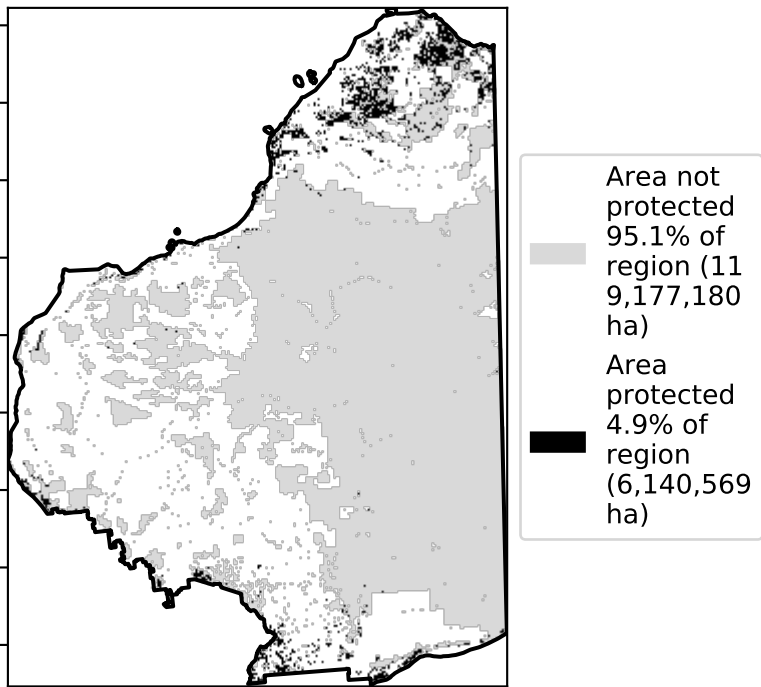 Area not
protected
95.1% of
region (11
9,177,180
ha)
Area
protected
4.9% of
region
(6,140,569
ha)